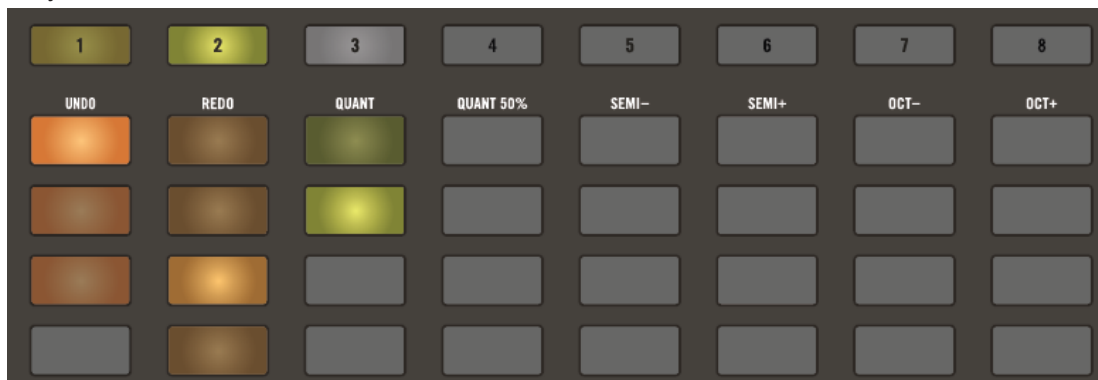 1 2 3 4 5 6 7 8
UNDO REDO QUANT QUANT 50% SEMI– SEMI+ OCT– OCT+